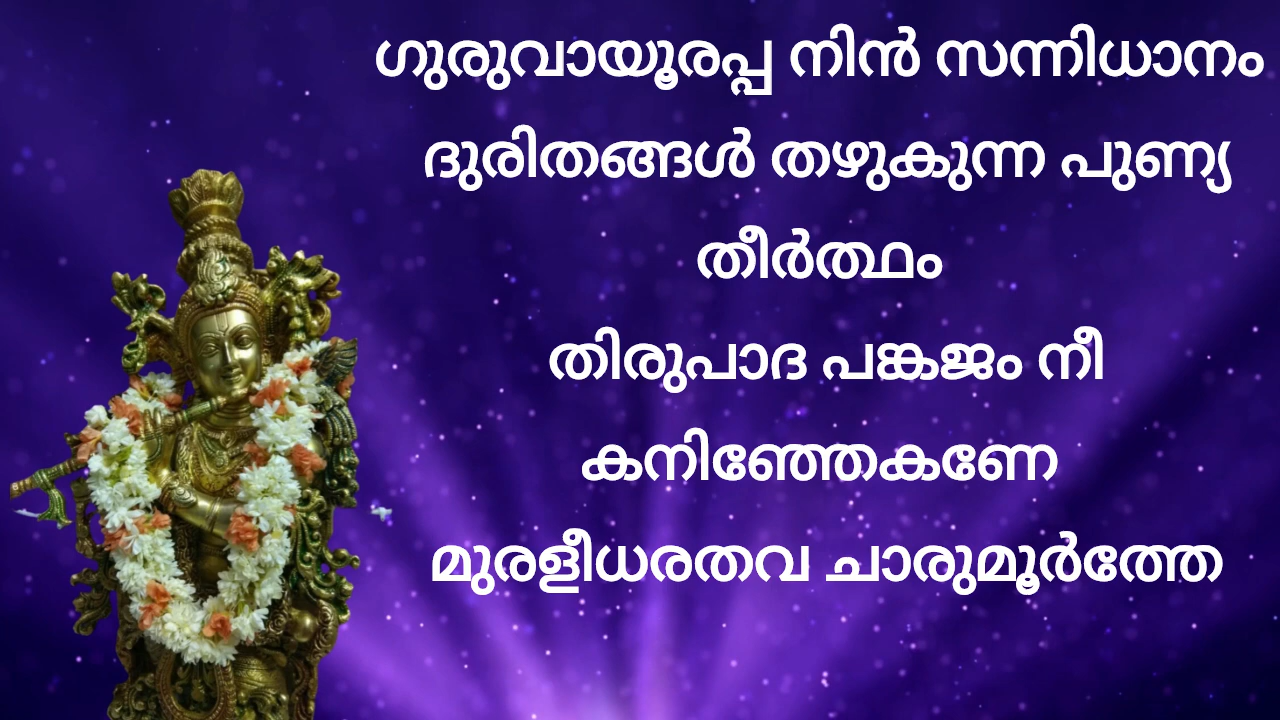 ഗുരുവായൂരപ്പ നിൻ സന്നിധാനം
ദുരിതങ്ങൾ തഴുകുന്ന പുണ്യ
തീർത്ഥം
തിരുപാദ പങ്കജം നീ
കനിഞ്ഞേകണേ
മുരളീധരതവ ചാരുമൂർത്തേ